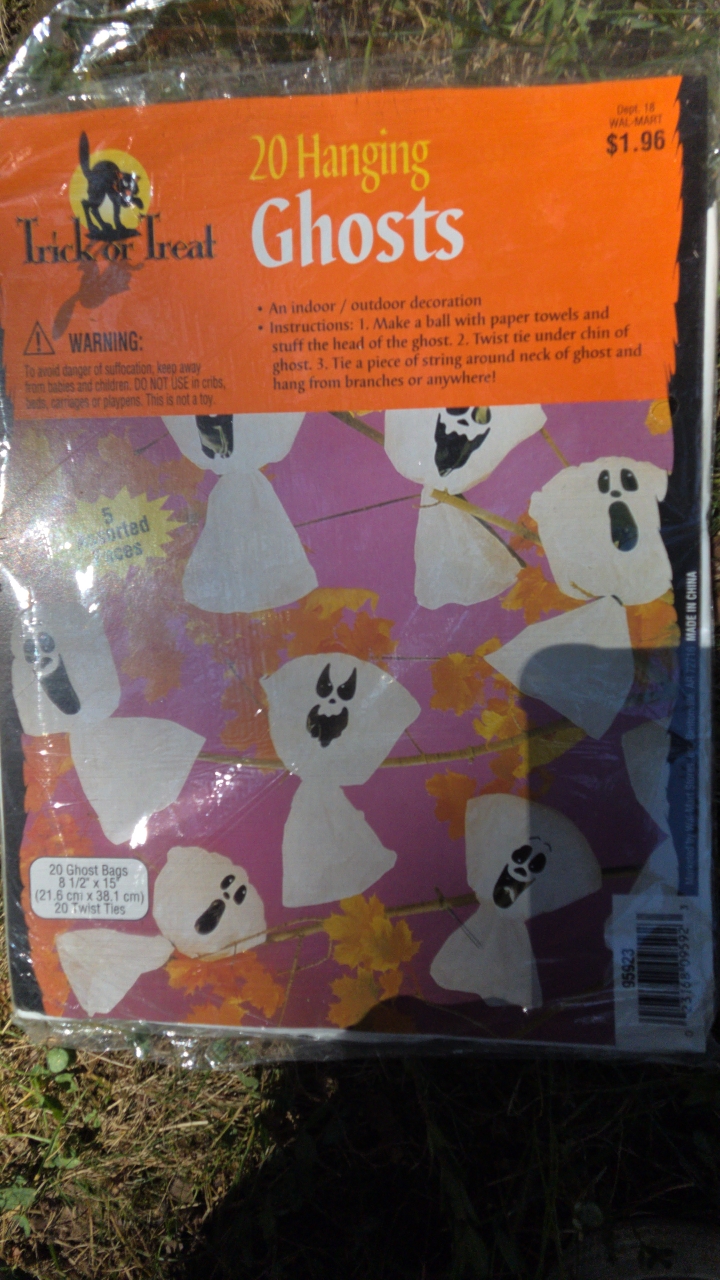 Dept. 18
WAL-MART
$1.96
20 Hanging
Ghosts
Trick or Treat
• An indoor / outdoor decoration
• Instructions: 1. Make a ball with paper towels and
stuff the head of the ghost. 2. Twist tie under chin of
ghost. 3. Tie a piece of string around neck of ghost and
hang from branches or anywhere!
WARNING:
To avoid danger of suffocation, keep away
from babies and children. DO NOT USE in cribs,
beds, carriages or playpens. This is not a toy.
5
Assorted
Faces
MADE IN CHINA
20 Ghost Bags
8 1/2" x 15"
(21.6 cm x 38.1 cm)
20 Twist Ties
95923